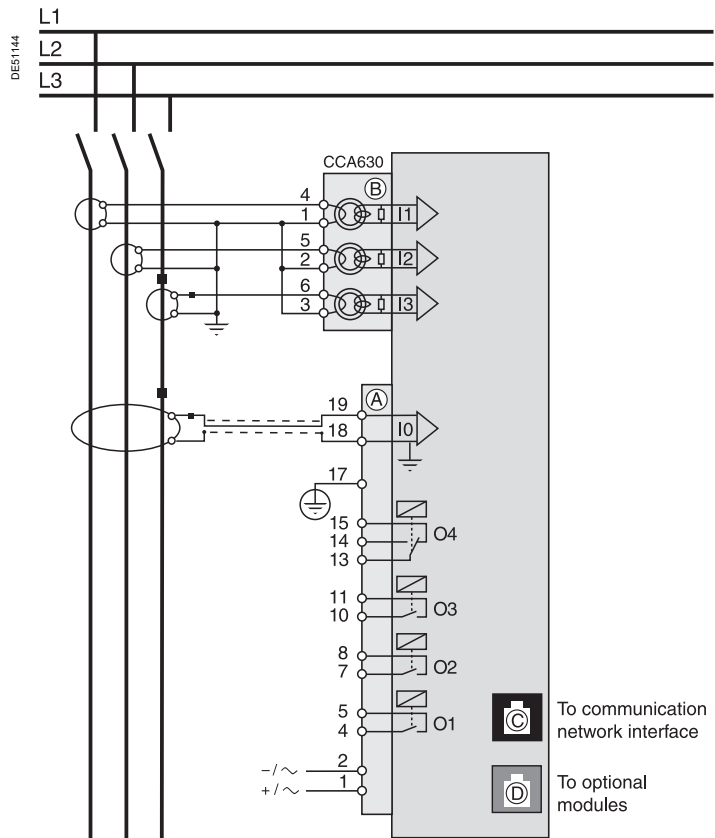 L1
DE51144
L2
L3
CCA630
B
4
1
I1
5
2
I2
6
3
I3
A
19
18
I0
17
15
14
13
O4
11
10
O3
8
7
O2
5
4
O1
C
To communication
network interface
2
−/∼
1
+/∼
D
To optional
modules